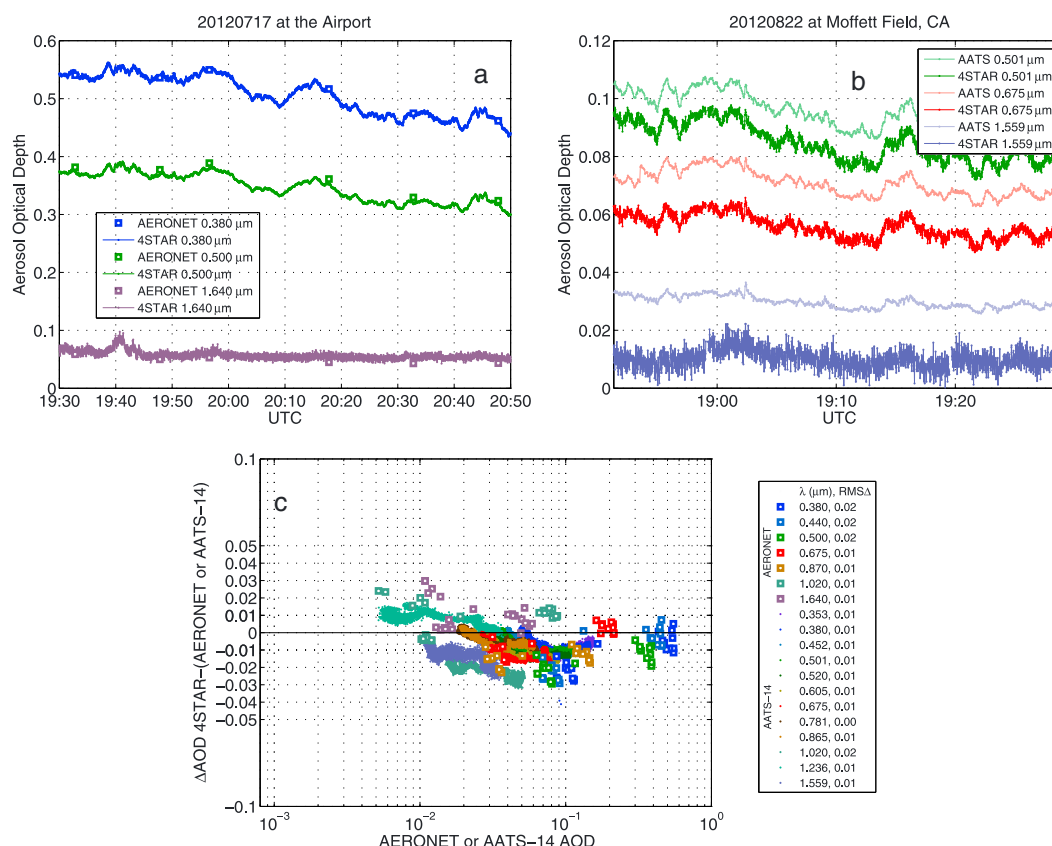 20120717 at the Airport
0.6
0.5
0.4
0.3
0.2
0.1
0
Aerosol Optical Depth
a
AERONET 0.380 μm
4STAR 0.380 μm
AERONET 0.500 μm
4STAR 0.500 μm
AERONET 1.640 μm
4STAR 1.640 μm
19:30 19:40 19:50 20:00 20:10 20:20 20:30 20:40 20:50
UTC
20120822 at Moffett Field, CA
0.12
0.1
0.08
0.06
0.04
0.02
0
Aerosol Optical Depth
b
AATS 0.501 μm
4STAR 0.501 μm
AATS 0.675 μm
4STAR 0.675 μm
AATS 1.559 μm
4STAR 1.559 μm
19:00 19:10 19:20
UTC
0.1
0.05
0.04
0.03
0.02
0.01
0
−0.01
−0.02
−0.03
−0.04
−0.05
−0.1
ΔAOD 4STAR−(AERONET or AATS−14)
c
10⁻³ 10⁻² 10⁻¹ 10⁰
AERONET or AATS−14 AOD
λ (μm), RMSΔ
AERONET
0.380, 0.02
0.440, 0.02
0.500, 0.02
0.675, 0.01
0.870, 0.01
1.020, 0.01
1.640, 0.01
AATS−14
0.353, 0.01
0.380, 0.01
0.452, 0.01
0.501, 0.01
0.520, 0.01
0.605, 0.01
0.675, 0.01
0.781, 0.00
0.865, 0.01
1.020, 0.02
1.236, 0.01
1.559, 0.01